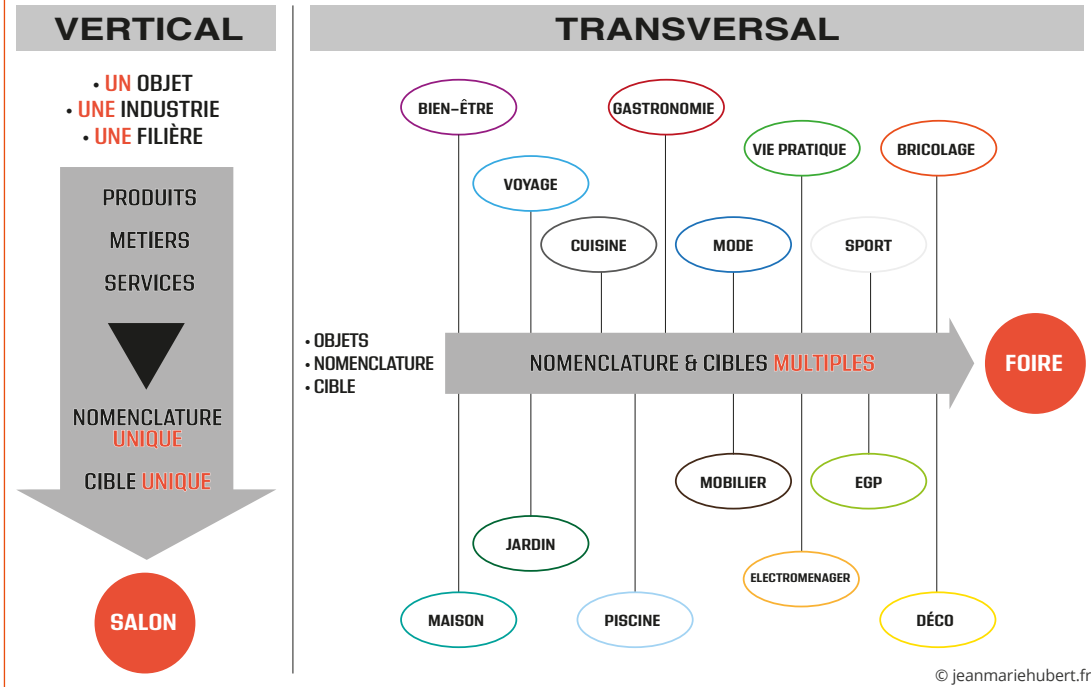 VERTICAL
• UN OBJET
• UNE INDUSTRIE
• UNE FILIÈRE
PRODUITS
METIERS
SERVICES
NOMENCLATURE
UNIQUE
CIBLE UNIQUE
SALON
TRANSVERSAL
BIEN-ÊTRE
GASTRONOMIE
VIE PRATIQUE
BRICOLAGE
VOYAGE
CUISINE
MODE
SPORT
• OBJETS
• NOMENCLATURE
• CIBLE
NOMENCLATURE & CIBLES MULTIPLES
FOIRE
MOBILIER
EGP
JARDIN
ELECTROMENAGER
MAISON
PISCINE
DÉCO
© jeanmariehubert.fr